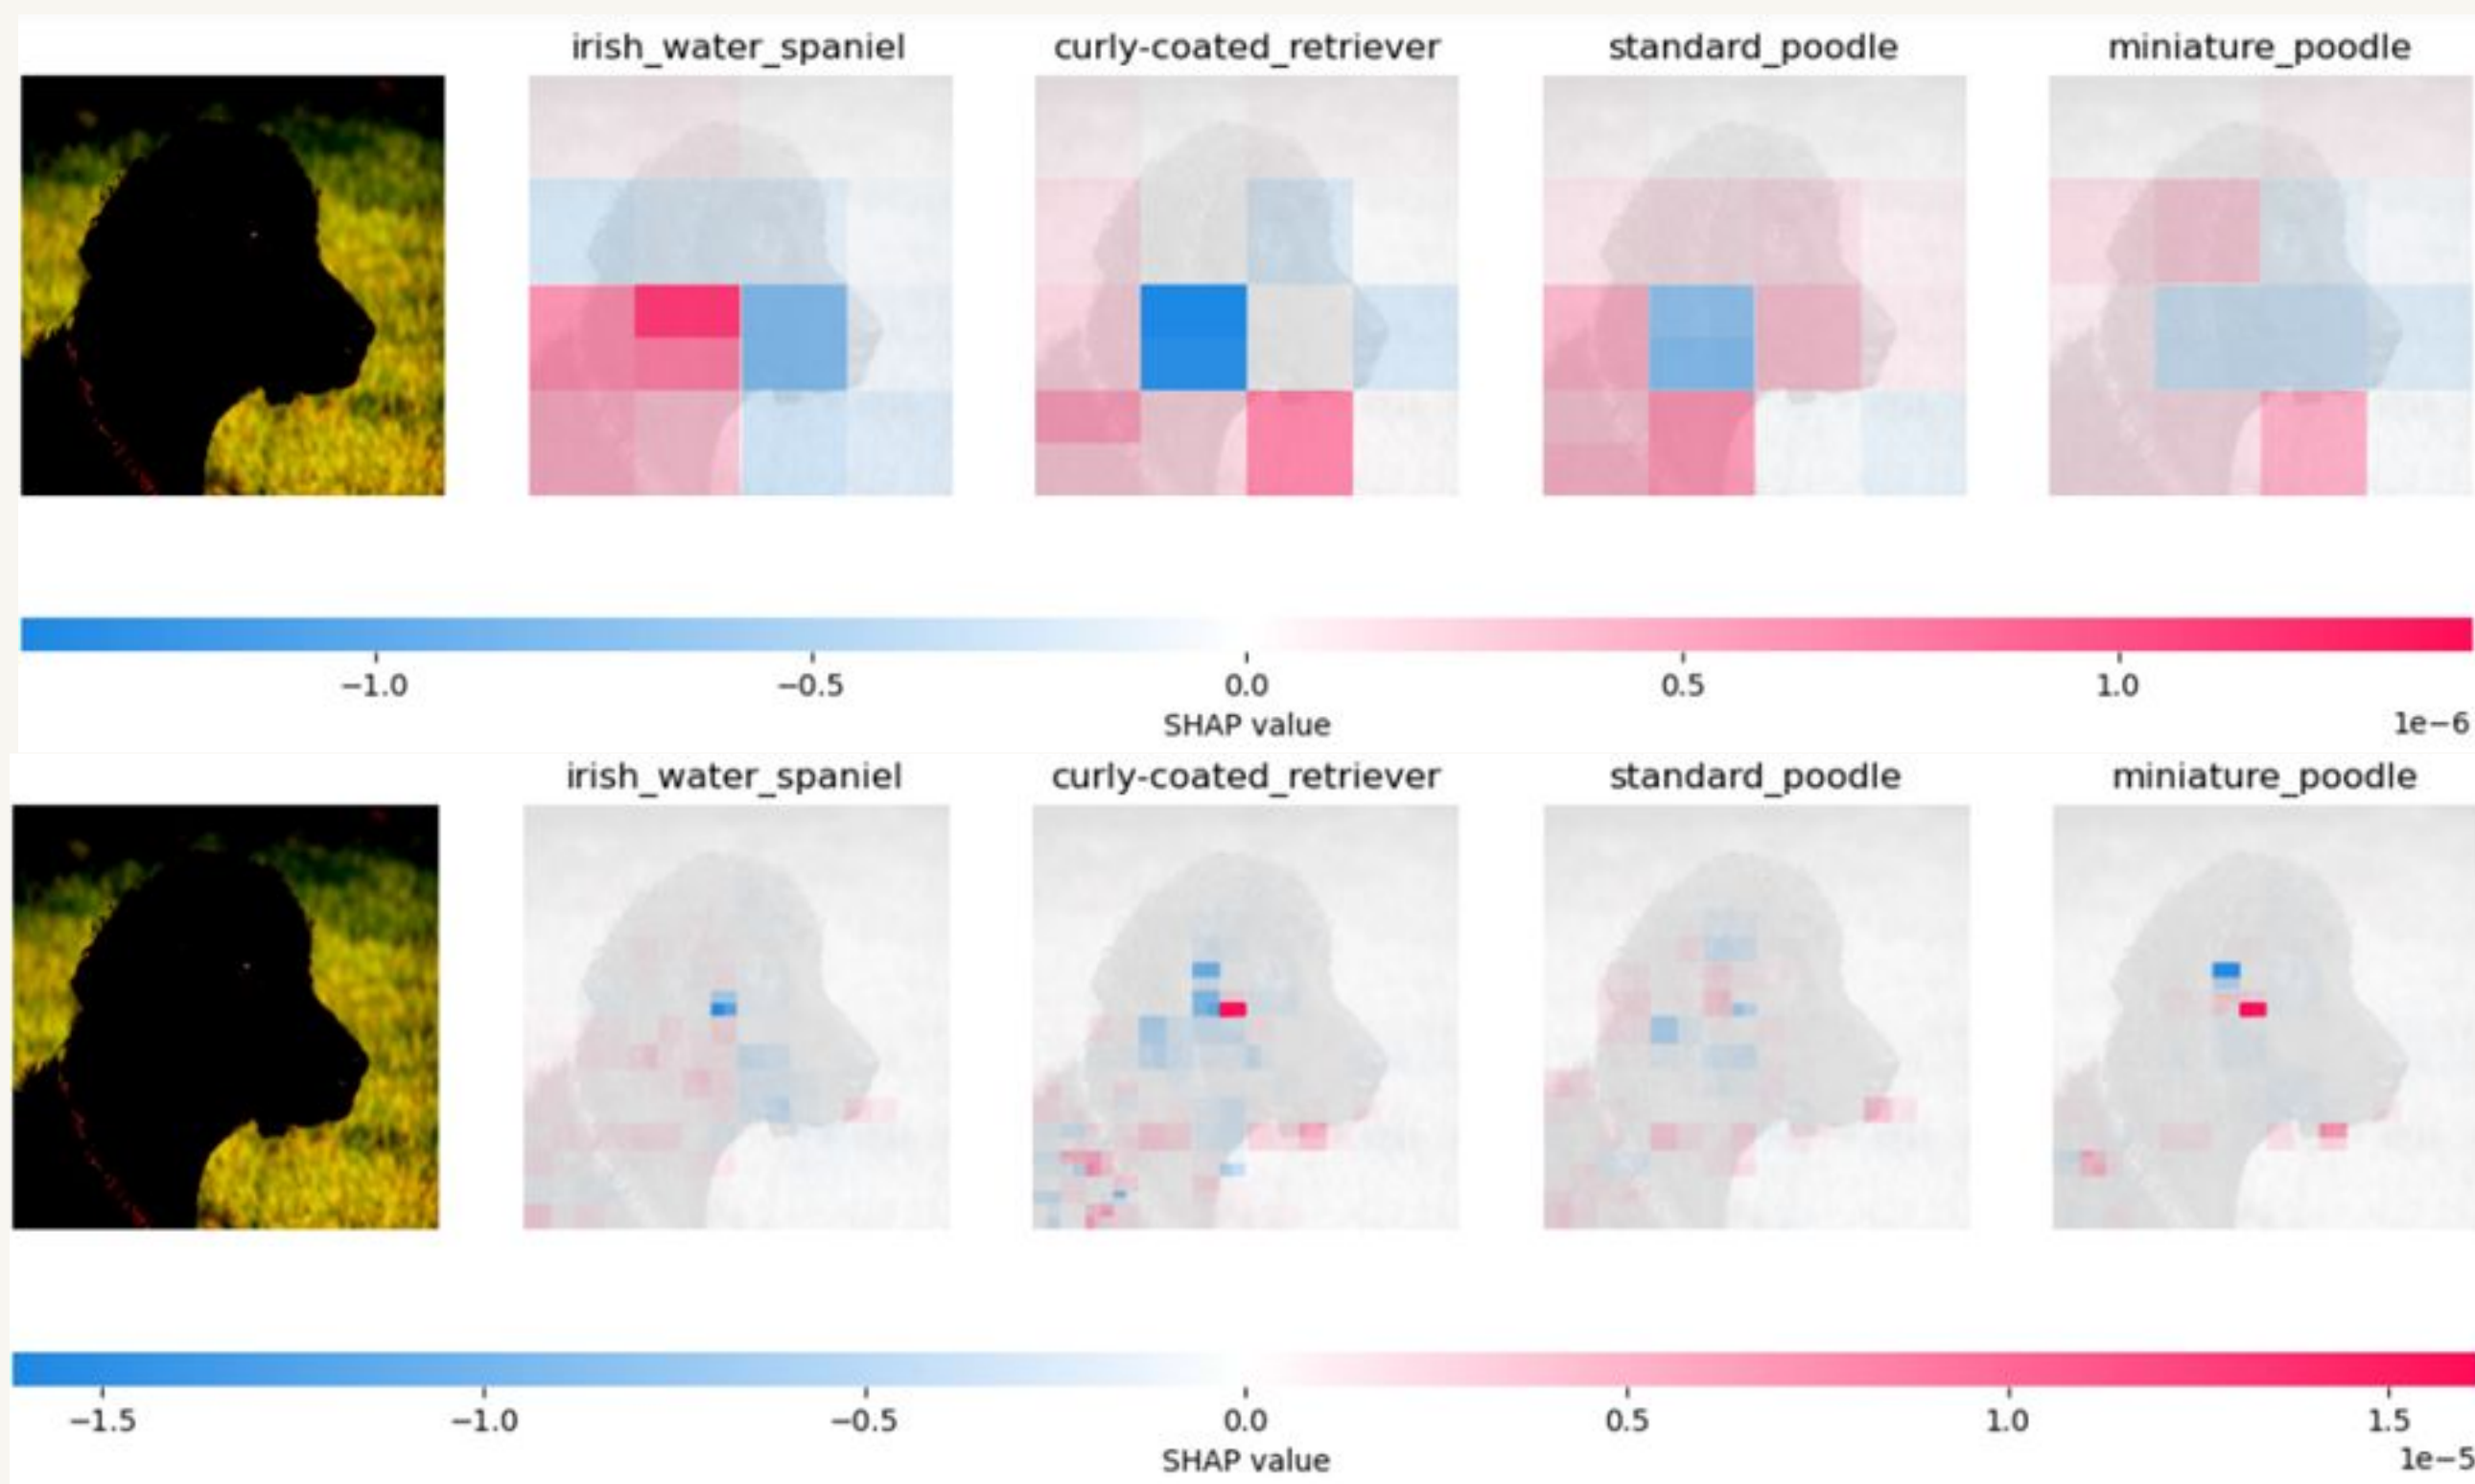 irish_water_spaniel curly-coated_retriever standard_poodle miniature_poodle
−1.0 −0.5 0.0 0.5 1.0
SHAP value
1e−6
irish_water_spaniel curly-coated_retriever standard_poodle miniature_poodle
−1.5 −1.0 −0.5 0.0 0.5 1.0 1.5
SHAP value
1e−5